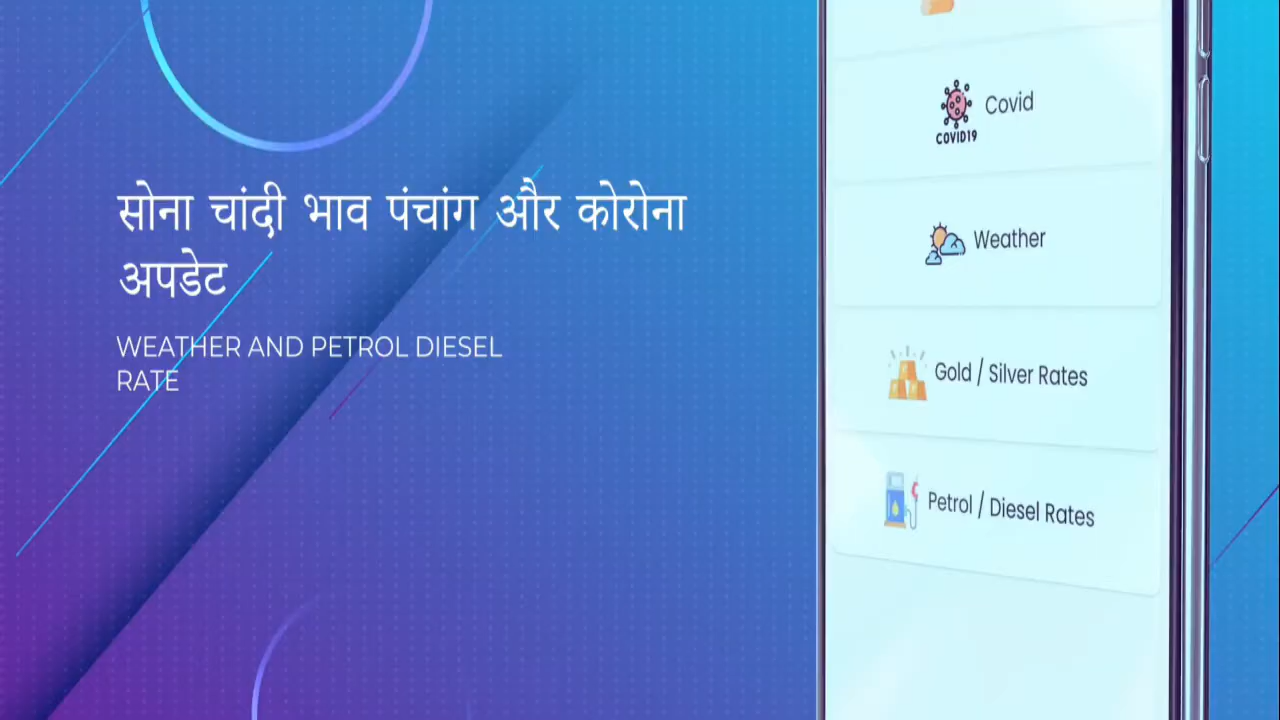 सोना चांदी भाव पंचांग और कोरोना
अपडेट
WEATHER AND PETROL DIESEL
RATE
COVID19
Covid
Weather
Gold / Silver Rates
Petrol / Diesel Rates